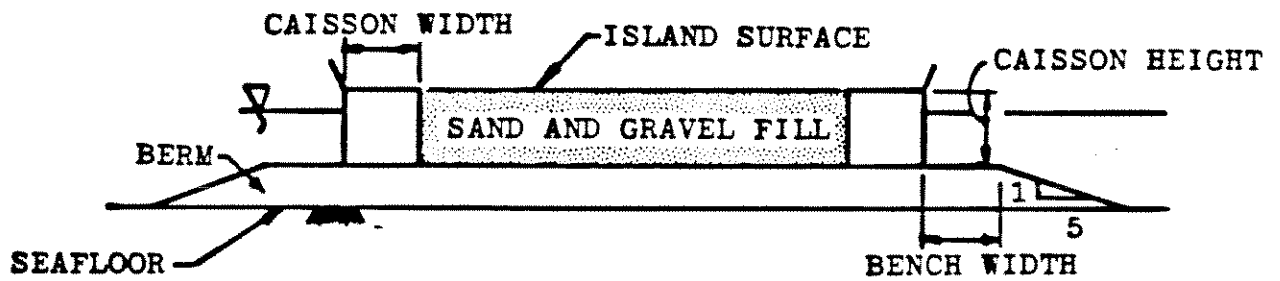 CAISSON WIDTH
ISLAND SURFACE
CAISSON HEIGHT
SAND AND GRAVEL FILL
BERM
1
5
SEAFLOOR
BENCH WIDTH